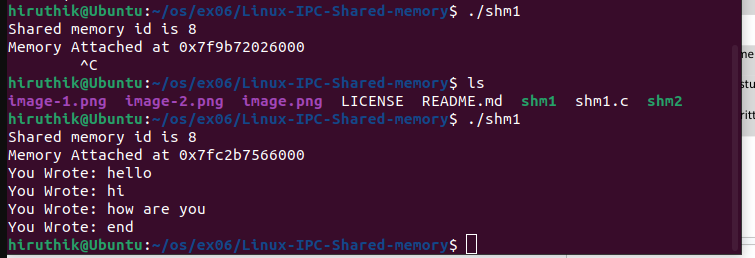 hiruthik@Ubuntu:~/os/ex06/Linux-IPC-Shared-memory$ ./shm1
Shared memory id is 8
Memory Attached at 0x7f9b72026000
^C
hiruthik@Ubuntu:~/os/ex06/Linux-IPC-Shared-memory$ ls
image-1.png image-2.png image.png LICENSE README.md shm1 shm1.c shm2
hiruthik@Ubuntu:~/os/ex06/Linux-IPC-Shared-memory$ ./shm1
Shared memory id is 8
Memory Attached at 0x7fc2b7566000
You Wrote: hello
You Wrote: hi
You Wrote: how are you
You Wrote: end
hiruthik@Ubuntu:~/os/ex06/Linux-IPC-Shared-memory$